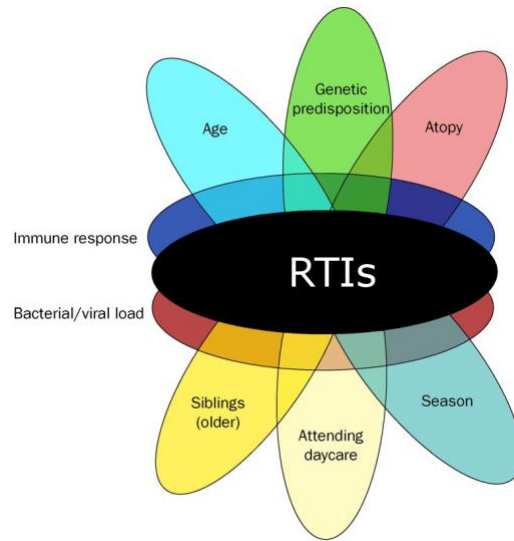 Genetic
predisposition
Age
Atopy
Immune response
RTIs
Bacterial/viral load
Siblings
(older)
Attending
daycare
Season